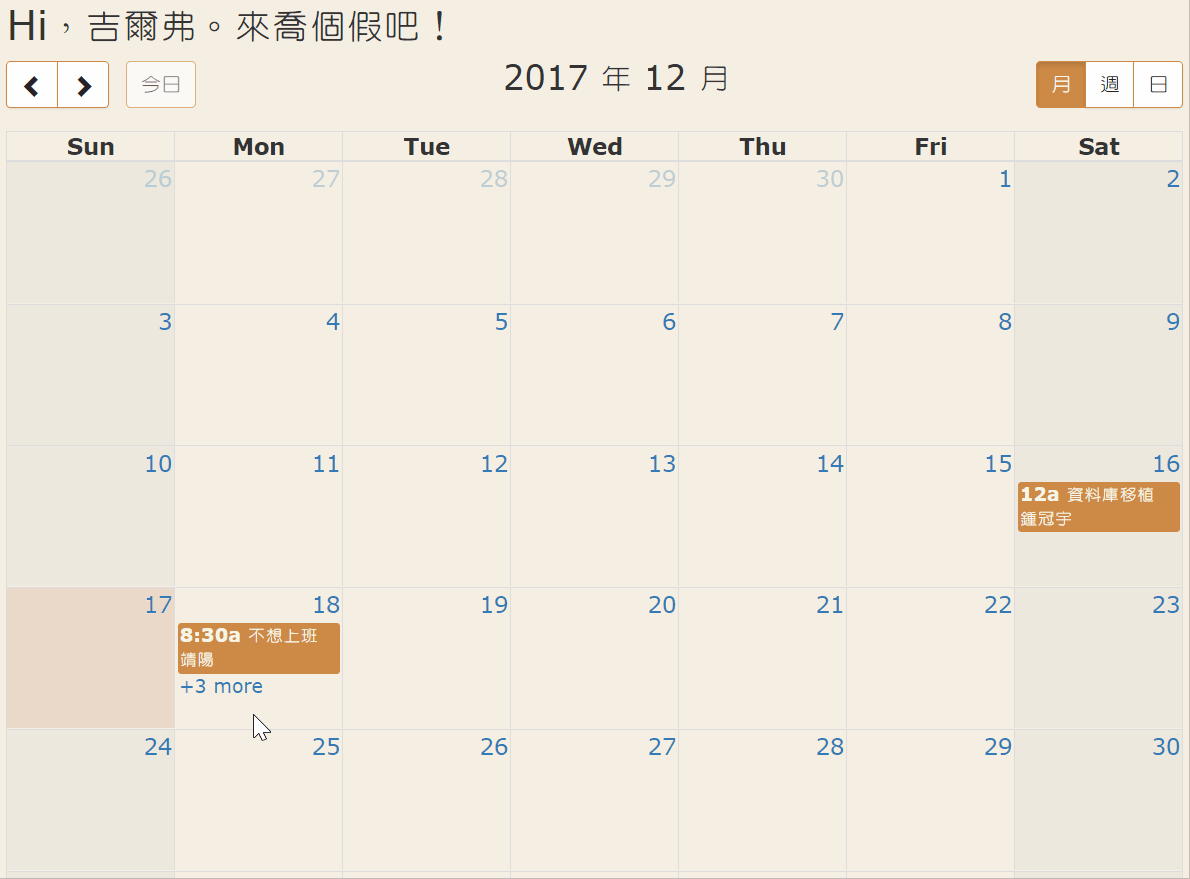 Hi，吉爾弗。來喬個假吧！
今日
2017 年 12 月
月 週 日
Sun Mon Tue Wed Thu Fri Sat
26 27 28 29 30 1 2
3 4 5 6 7 8 9
10 11 12 13 14 15 16
12a 資料庫移植
鍾冠宇
17 18 19 20 21 22 23
8:30a 不想上班
靖陽
+3 more
24 25 26 27 28 29 30